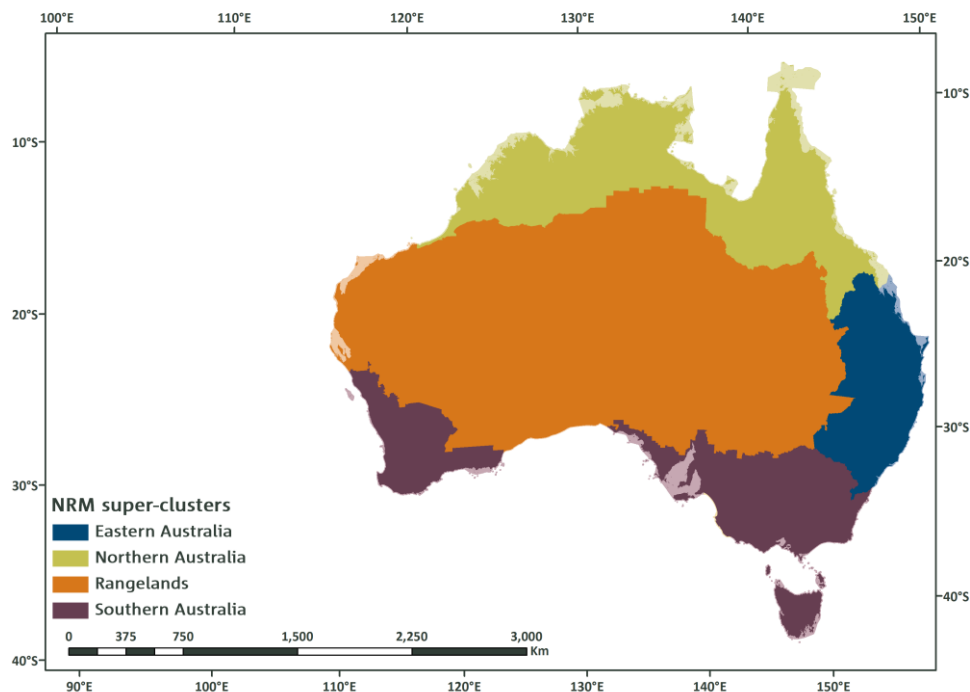 100°E 110°E 120°E 130°E 140°E 150°E
10°S
10°S
20°S
20°S
30°S
30°S
NRM super-clusters
Eastern Australia
Northern Australia
Rangelands
Southern Australia
40°S
0 375 750 1,500 2,250 3,000
Km
40°S
90°E 100°E 110°E 120°E 130°E 140°E 150°E